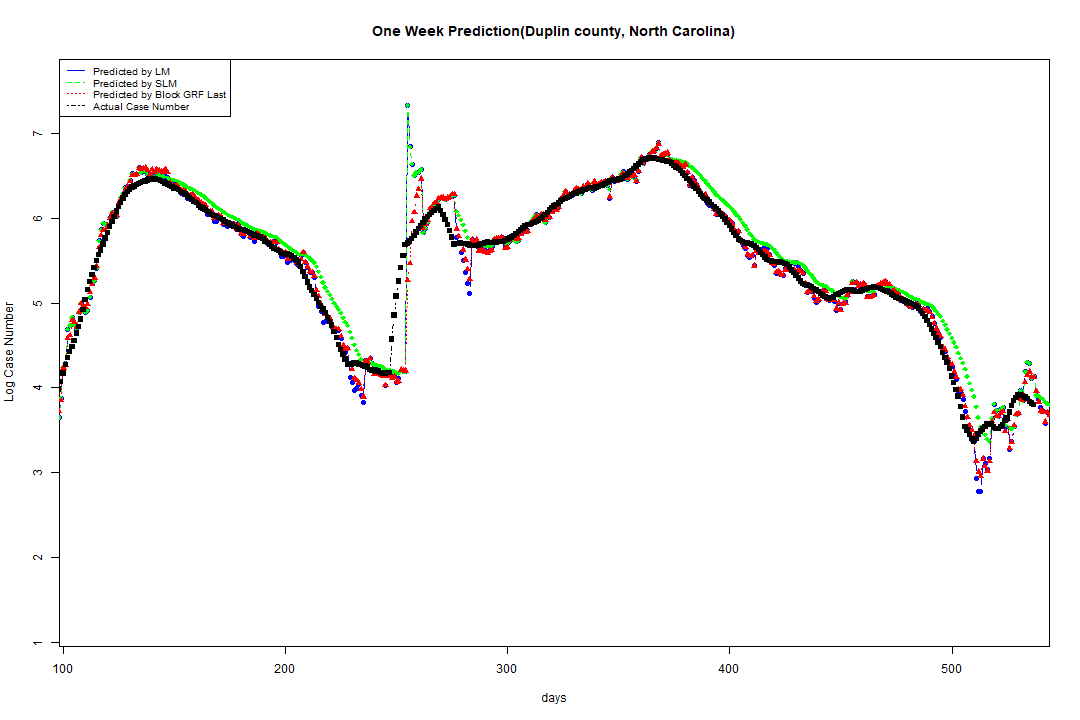 One Week Prediction(Duplin county, North Carolina)
Predicted by LM
Predicted by SLM
Predicted by Block GRF Last
Actual Case Number
7
6
5
4
3
2
1
Log Case Number
100 200 300 400 500
days